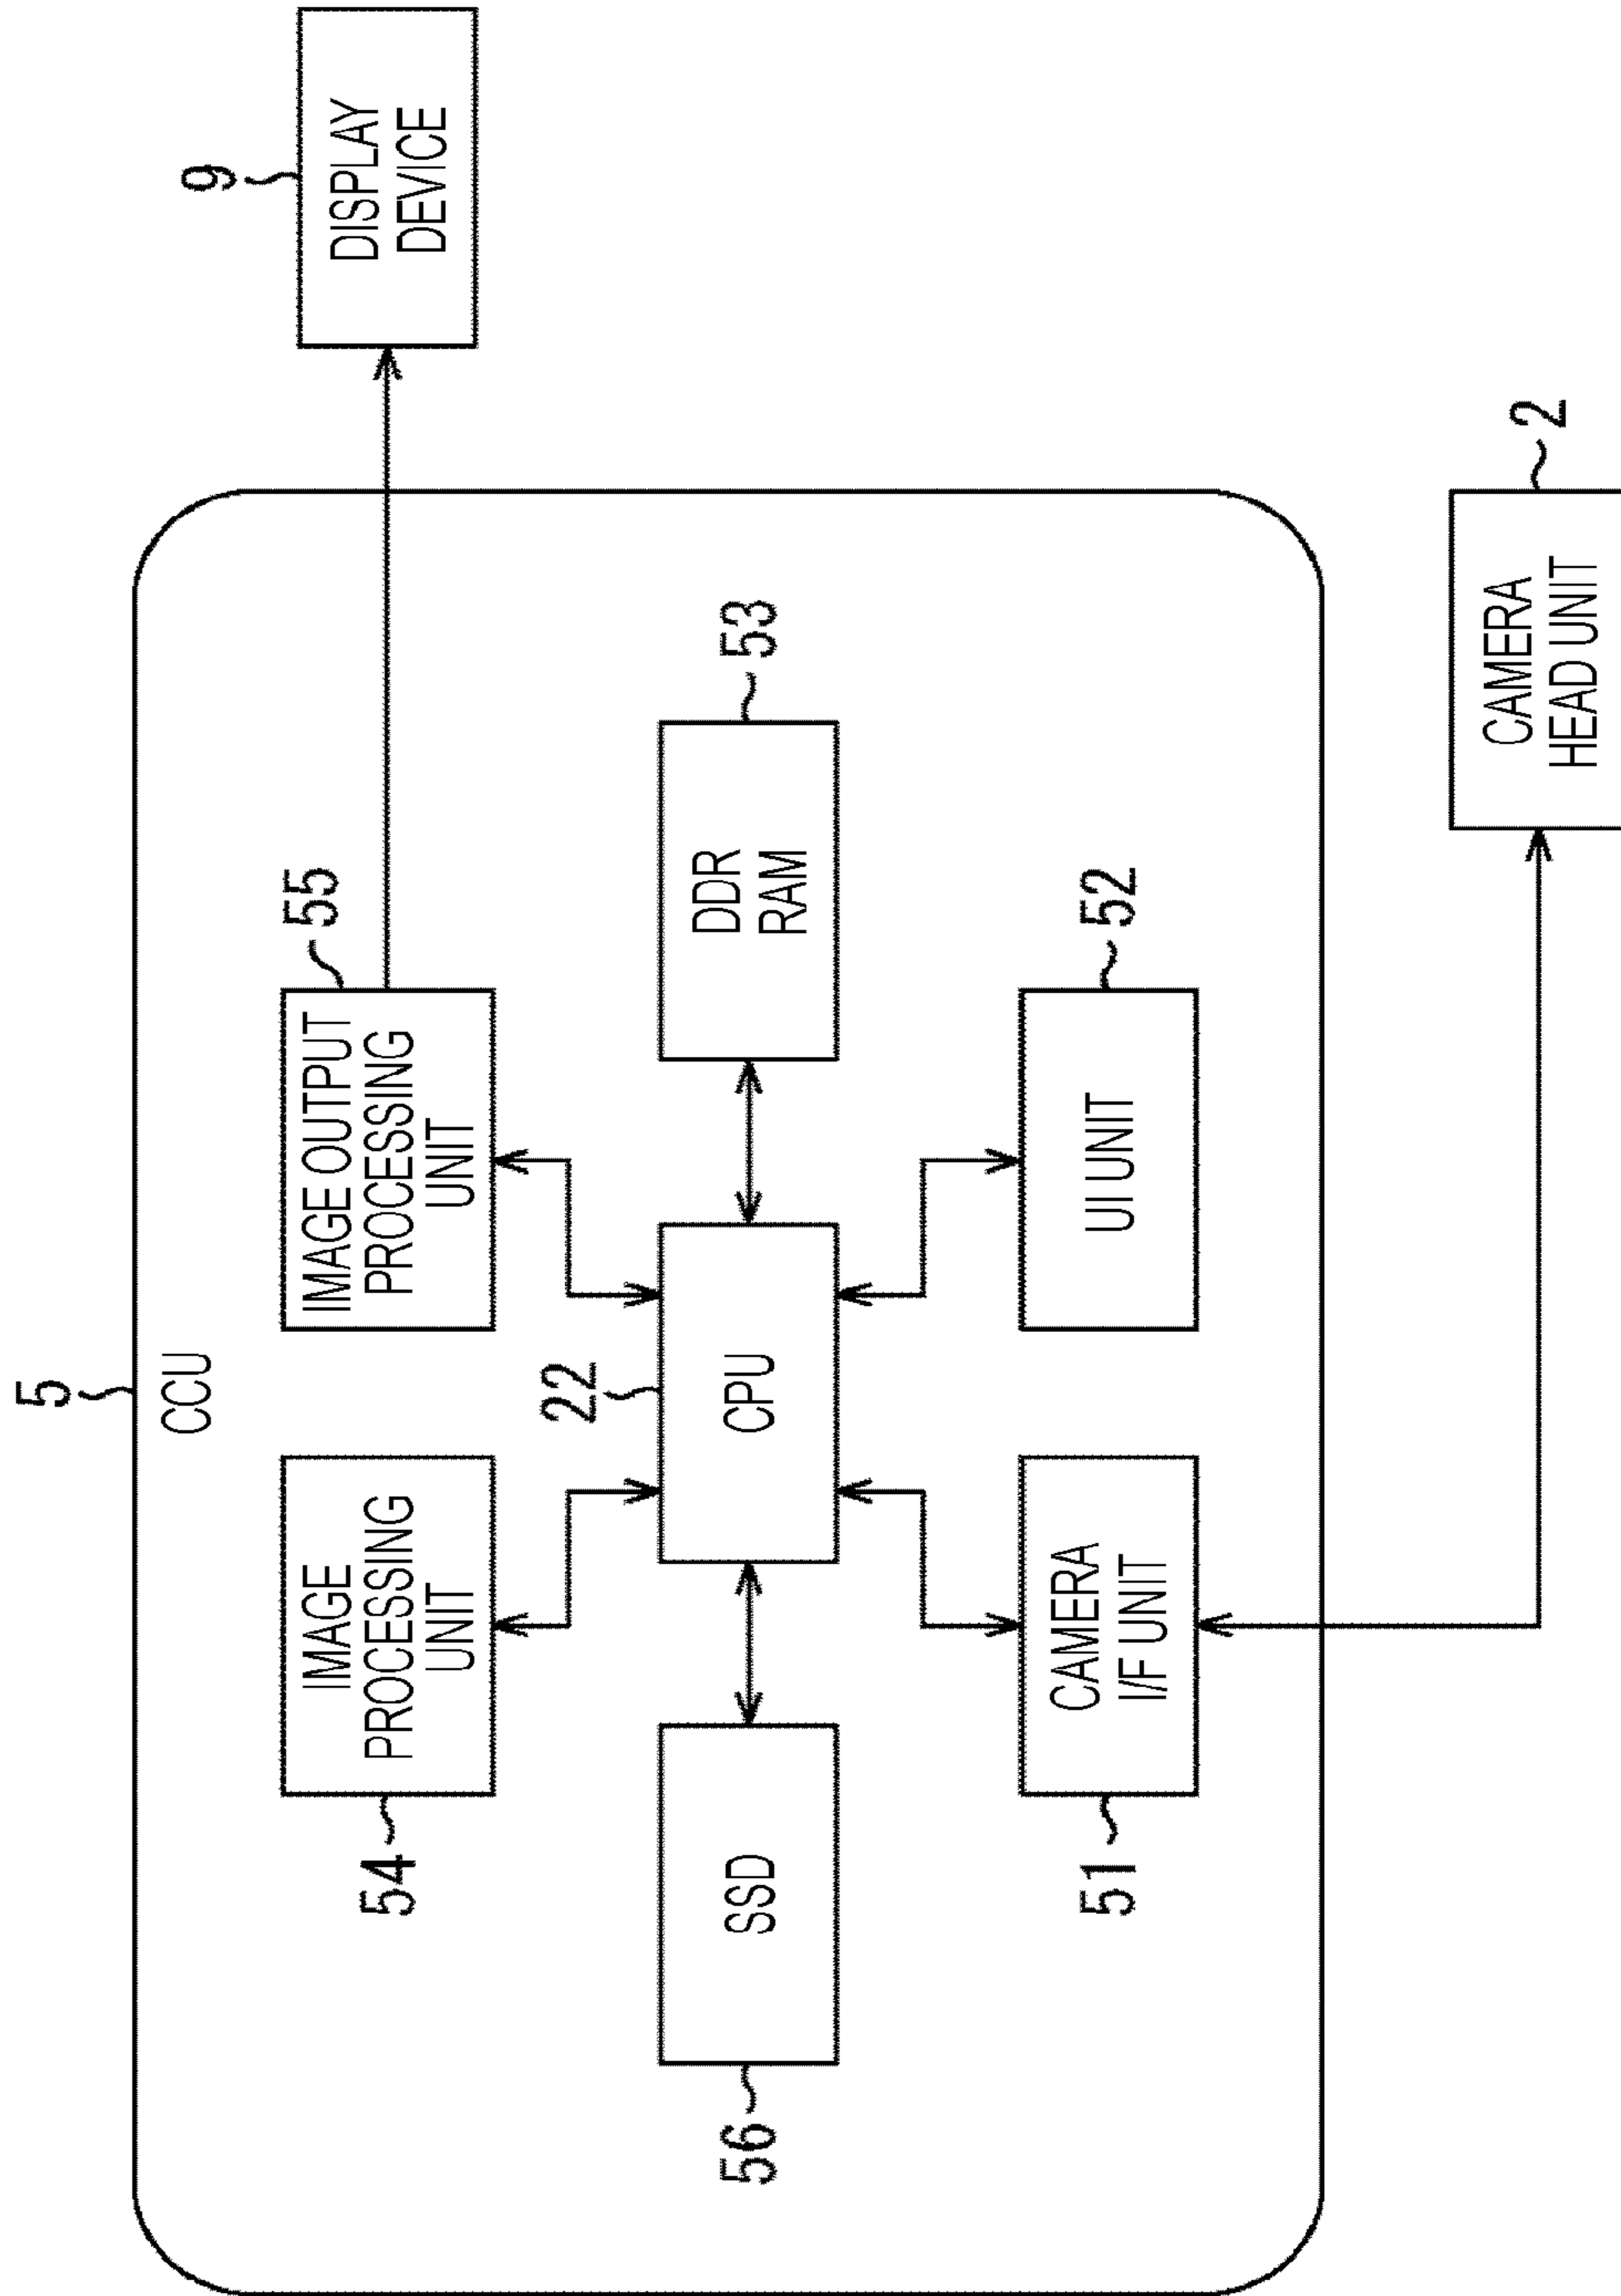 5
CCU
54
IMAGE
PROCESSING
UNIT
IMAGE OUTPUT
PROCESSING
UNIT
55
9
DISPLAY
DEVICE
56
SSD
22
CPU
DDR
RAM
53
51
CAMERA
I/F UNIT
UI UNIT
52
CAMERA
HEAD UNIT
2